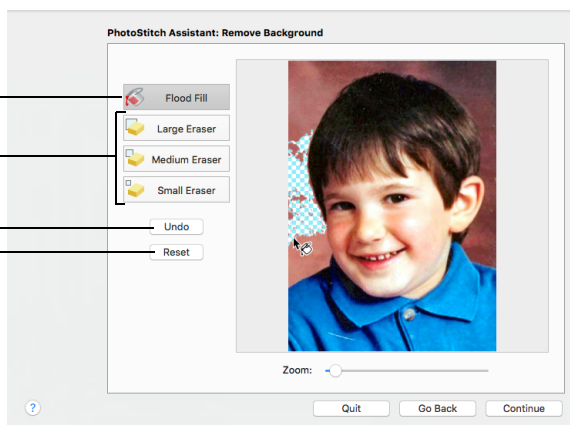 PhotoStitch Assistant: Remove Background
Flood Fill
Large Eraser
Medium Eraser
Small Eraser
Undo
Reset
Zoom:
?
Quit
Go Back
Continue